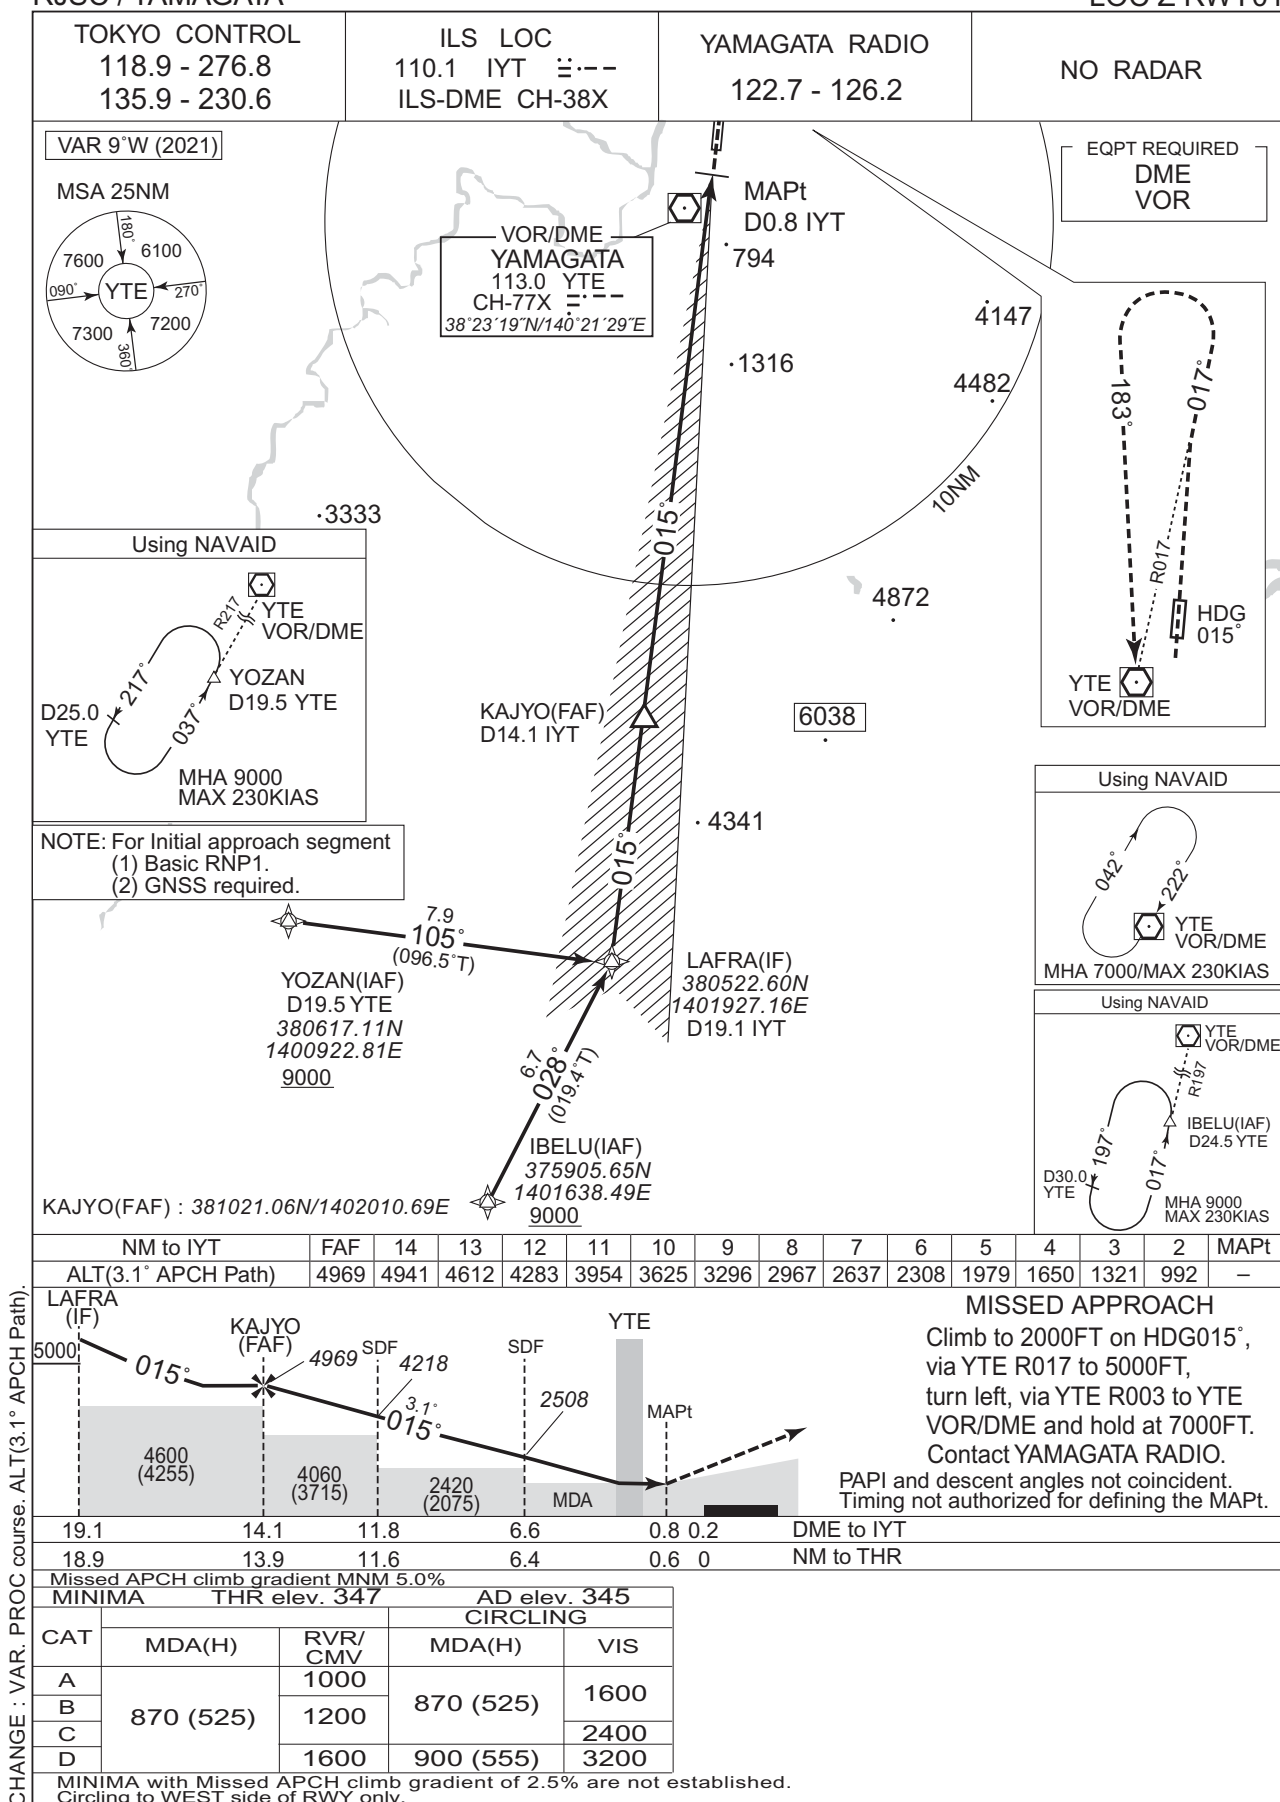 RJSC / YAMAGATA
LOC Z RWY 01
TOKYO CONTROL
118.9 - 276.8
135.9 - 230.6
ILS LOC
110.1 IYT
ILS-DME CH-38X
YAMAGATA RADIO
122.7 - 126.2
NO RADAR
VAR 9˚W (2021)
MSA 25NM
180˚
7600
6100
090˚
YTE
270˚
7300
7200
360˚
EQPT REQUIRED
DME
VOR
MAPt
D0.8 IYT
VOR/DME
YAMAGATA
113.0 YTE
CH-77X
38˚23´19˝N/140˚21´29˝E
794
1316
4147
4482
10NM
3333
4872
6038
4341
183˚
017˚
R017
HDG
015˚
YTE
VOR/DME
Using NAVAID
R217
YTE
VOR/DME
217˚
037˚
YOZAN
D19.5 YTE
D25.0
YTE
MHA 9000
MAX 230KIAS
NOTE: For Initial approach segment
(1) Basic RNP1.
(2) GNSS required.
015˚
KAJYO(FAF)
D14.1 IYT
015˚
7.9
105˚
(096.5˚T)
YOZAN(IAF)
D19.5 YTE
380617.11N
1400922.81E
9000
LAFRA(IF)
380522.60N
1401927.16E
D19.1 IYT
6.7
028˚
(019.4˚T)
IBELU(IAF)
375905.65N
1401638.49E
9000
KAJYO(FAF) : 381021.06N/1402010.69E
Using NAVAID
042˚
222˚
YTE
VOR/DME
MHA 7000/MAX 230KIAS
Using NAVAID
YTE
VOR/DME
R197
IBELU(IAF)
D24.5 YTE
197˚
017˚
D30.0
YTE
MHA 9000
MAX 230KIAS
NM to IYT FAF 14 13 12 11 10 9 8 7 6 5 4 3 2 MAPt
ALT(3.1˚ APCH Path) 4969 4941 4612 4283 3954 3625 3296 2967 2637 2308 1979 1650 1321 992 –
LAFRA
(IF)
5000
015˚
KAJYO
(FAF)
4969
SDF
4218
3.1˚
015˚
SDF
2508
YTE
MAPt
4600
(4255)
4060
(3715)
2420
(2075)
MDA
MISSED APPROACH
Climb to 2000FT on HDG015˚,
via YTE R017 to 5000FT,
turn left, via YTE R003 to YTE
VOR/DME and hold at 7000FT.
Contact YAMAGATA RADIO.
PAPI and descent angles not coincident.
Timing not authorized for defining the MAPt.
19.1 14.1 11.8 6.6 0.8 0.2 DME to IYT
18.9 13.9 11.6 6.4 0.6 0 NM to THR
Missed APCH climb gradient MNM 5.0%
MINIMA THR elev. 347 AD elev. 345
CAT
CIRCLING
MDA(H) RVR/CMV MDA(H) VIS
A 870 (525) 1000 870 (525) 1600
B 1200
C 2400
D 1600 900 (555) 3200
MINIMA with Missed APCH climb gradient of 2.5% are not established.
Circling to WEST side of RWY only.
CHANGE : VAR. PROC course. ALT(3.1° APCH Path).